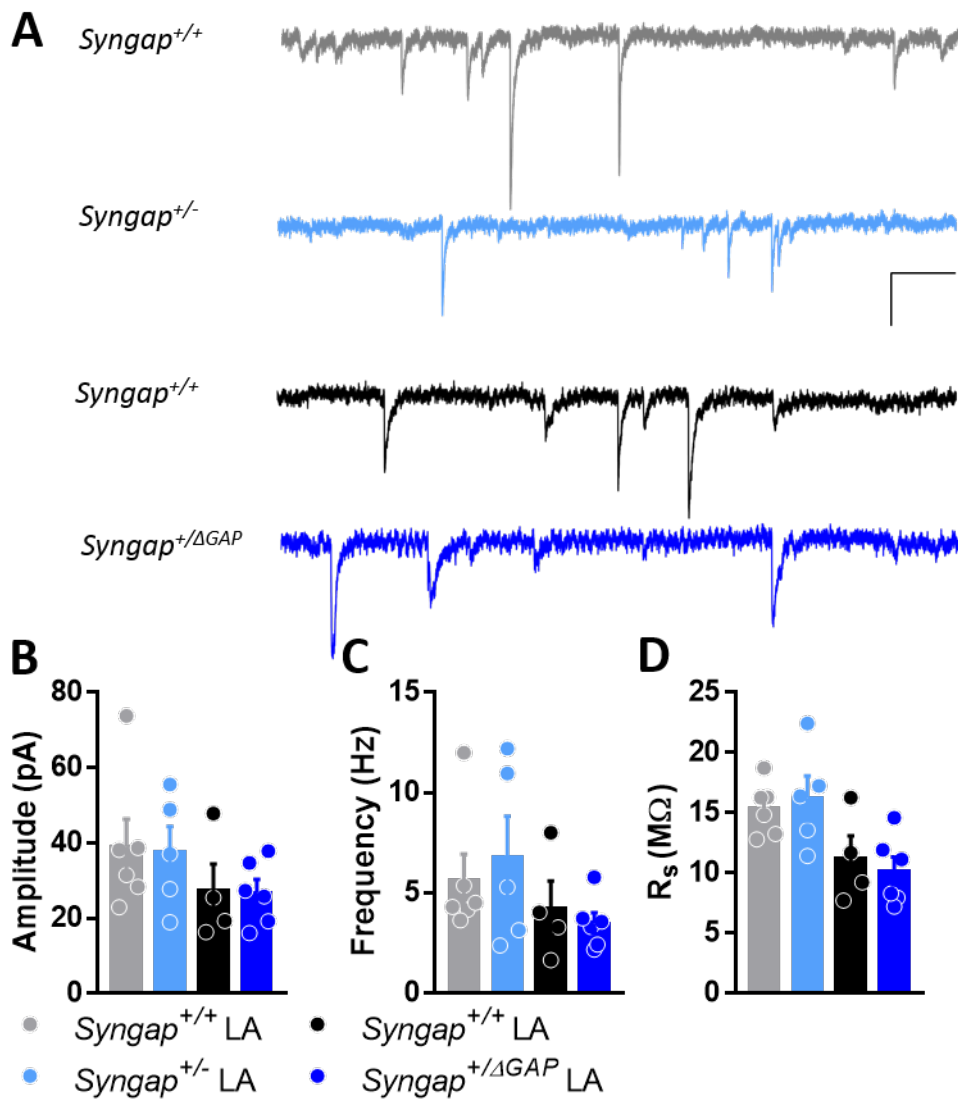 A
Syngap+/+
Syngap+/-
Syngap+/+
Syngap+/ΔGAP
B
C
D
Amplitude (pA)
80
60
40
20
0
Frequency (Hz)
15
10
5
0
Rs (MΩ)
25
20
15
10
5
0
Syngap+/+ LA
Syngap+/+ LA
Syngap+/- LA
Syngap+/ΔGAP LA